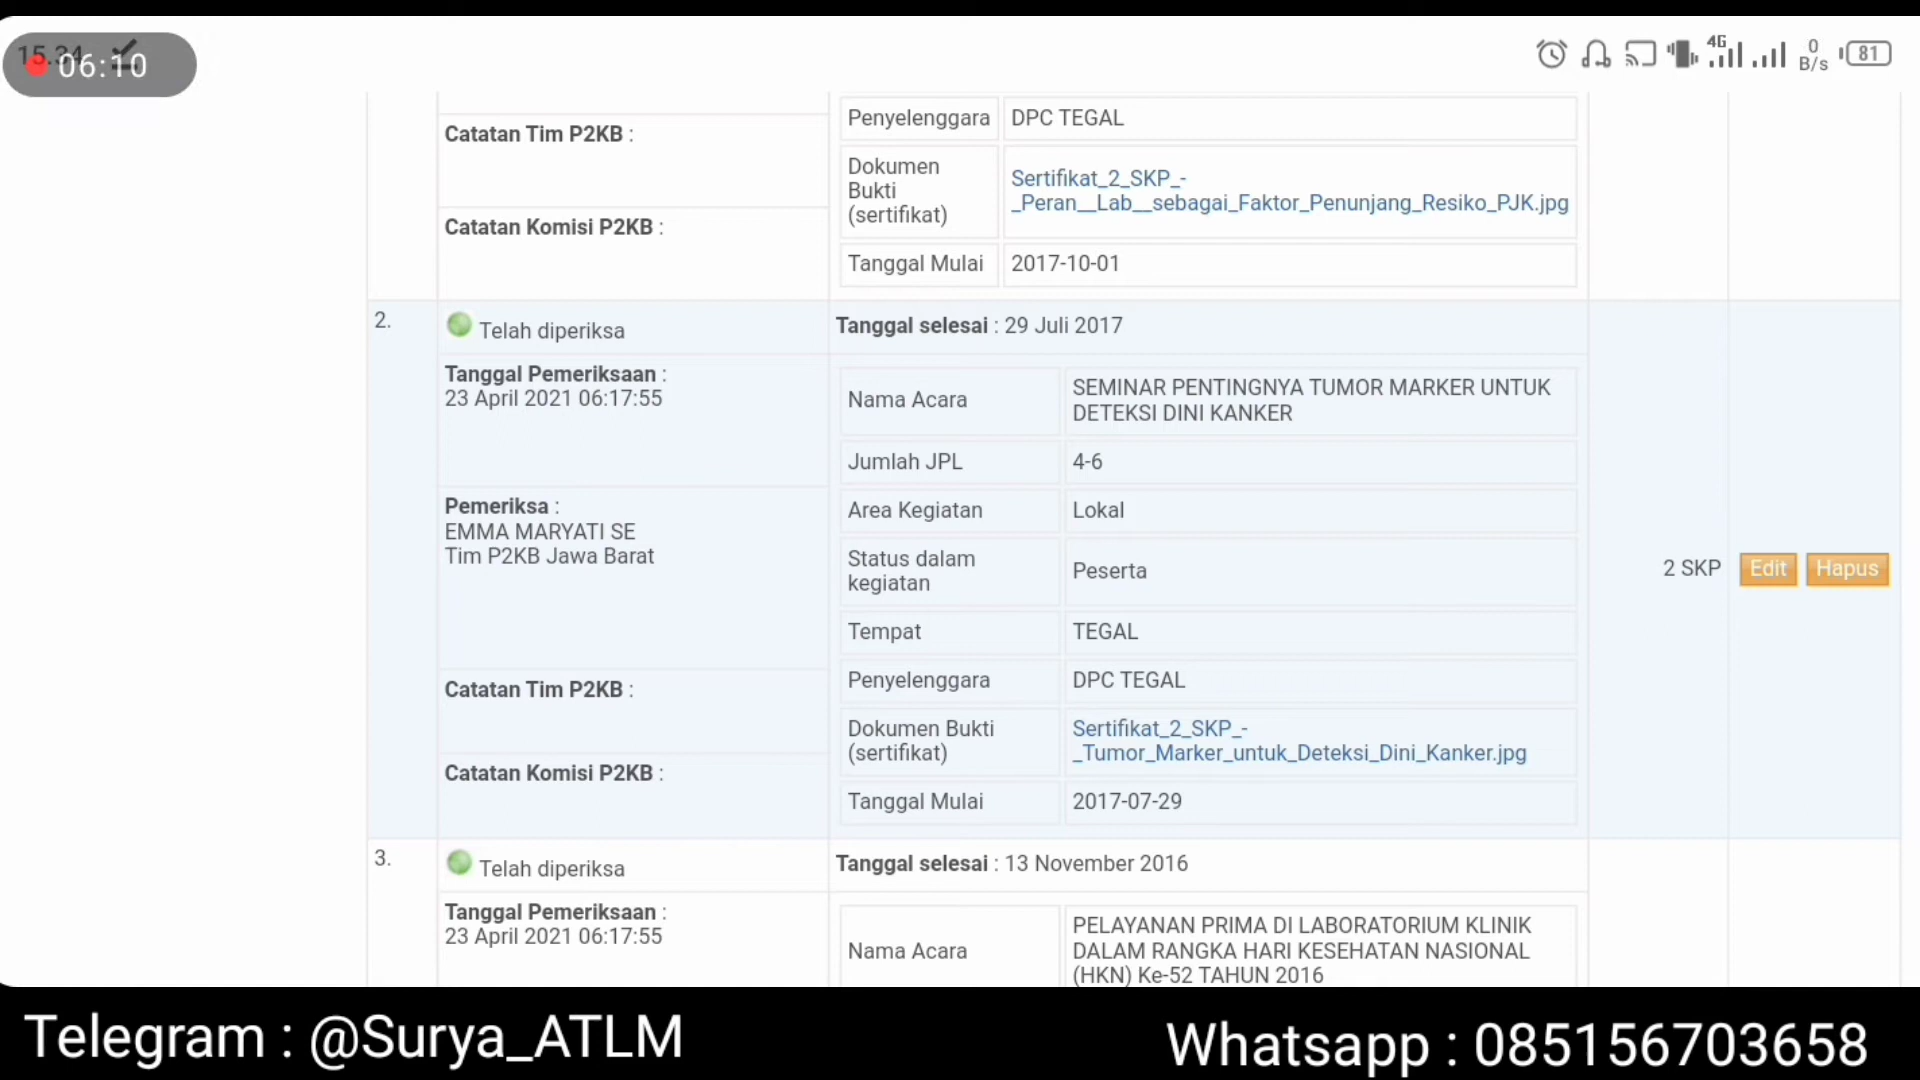 15.34
06:10
4G
0
B/s
81
Penyelenggara DPC TEGAL
Catatan Tim P2KB :
Dokumen
Bukti
(sertifikat)
Sertifikat_2_SKP_-
_Peran__Lab__sebagai_Faktor_Penunjang_Resiko_PJK.jpg
Catatan Komisi P2KB :
Tanggal Mulai 2017-10-01
2.
Telah diperiksa
Tanggal selesai : 29 Juli 2017
Tanggal Pemeriksaan :
23 April 2021 06:17:55
Nama Acara
SEMINAR PENTINGNYA TUMOR MARKER UNTUK
DETEKSI DINI KANKER
Jumlah JPL 4-6
Pemeriksa :
EMMA MARYATI SE
Tim P2KB Jawa Barat
Area Kegiatan Lokal
Status dalam
kegiatan
Peserta
2 SKP Edit Hapus
Tempat TEGAL
Catatan Tim P2KB :
Penyelenggara DPC TEGAL
Dokumen Bukti
(sertifikat)
Sertifikat_2_SKP_-
_Tumor_Marker_untuk_Deteksi_Dini_Kanker.jpg
Catatan Komisi P2KB :
Tanggal Mulai 2017-07-29
3.
Telah diperiksa
Tanggal selesai : 13 November 2016
Tanggal Pemeriksaan :
23 April 2021 06:17:55
Nama Acara
PELAYANAN PRIMA DI LABORATORIUM KLINIK
DALAM RANGKA HARI KESEHATAN NASIONAL
(HKN) Ke-52 TAHUN 2016
Telegram : @Surya_ATLM
Whatsapp : 085156703658